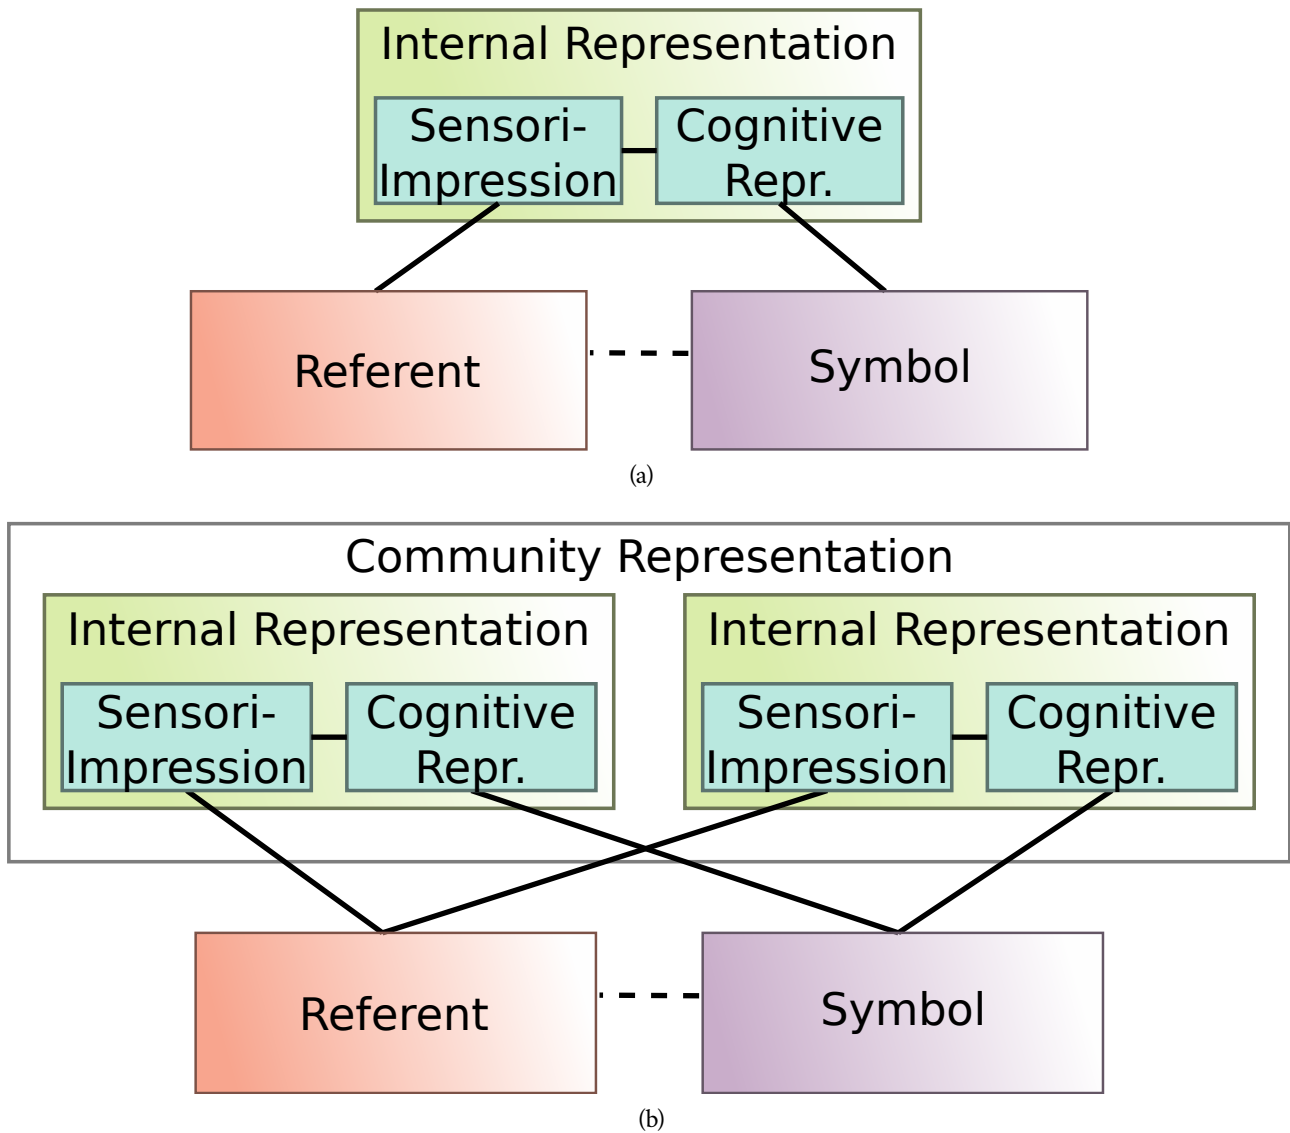 Internal Representation
Sensori-
Impression
Cognitive
Repr.
Referent
Symbol
(a)
Community Representation
Internal Representation
Sensori-
Impression
Cognitive
Repr.
Internal Representation
Sensori-
Impression
Cognitive
Repr.
Referent
Symbol
(b)